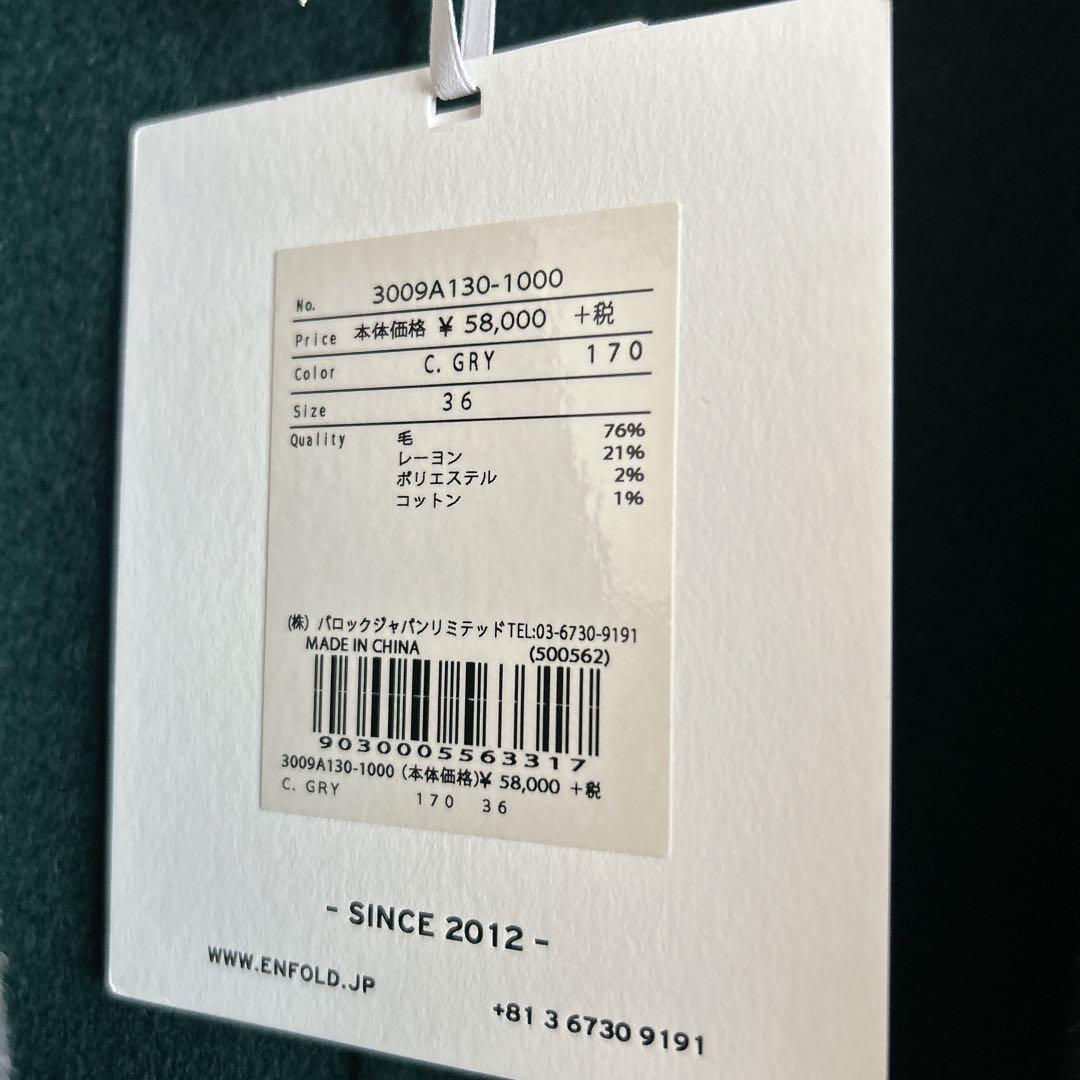 No. 3009A130-1000
Price 本体価格 ¥ 58,000 +税
Color C. GRY 170
Size 36
Quality 毛 76%
レーヨン 21%
ポリエステル 2%
コットン 1%
(株) バロックジャパンリミテッドTEL:03-6730-9191
MADE IN CHINA (500562)
9030005563317
3009A130-1000 (本体価格)¥ 58,000 +税
C. GRY 170 36
- SINCE 2012 -
WWW.ENFOLD.JP
+81 3 6730 9191